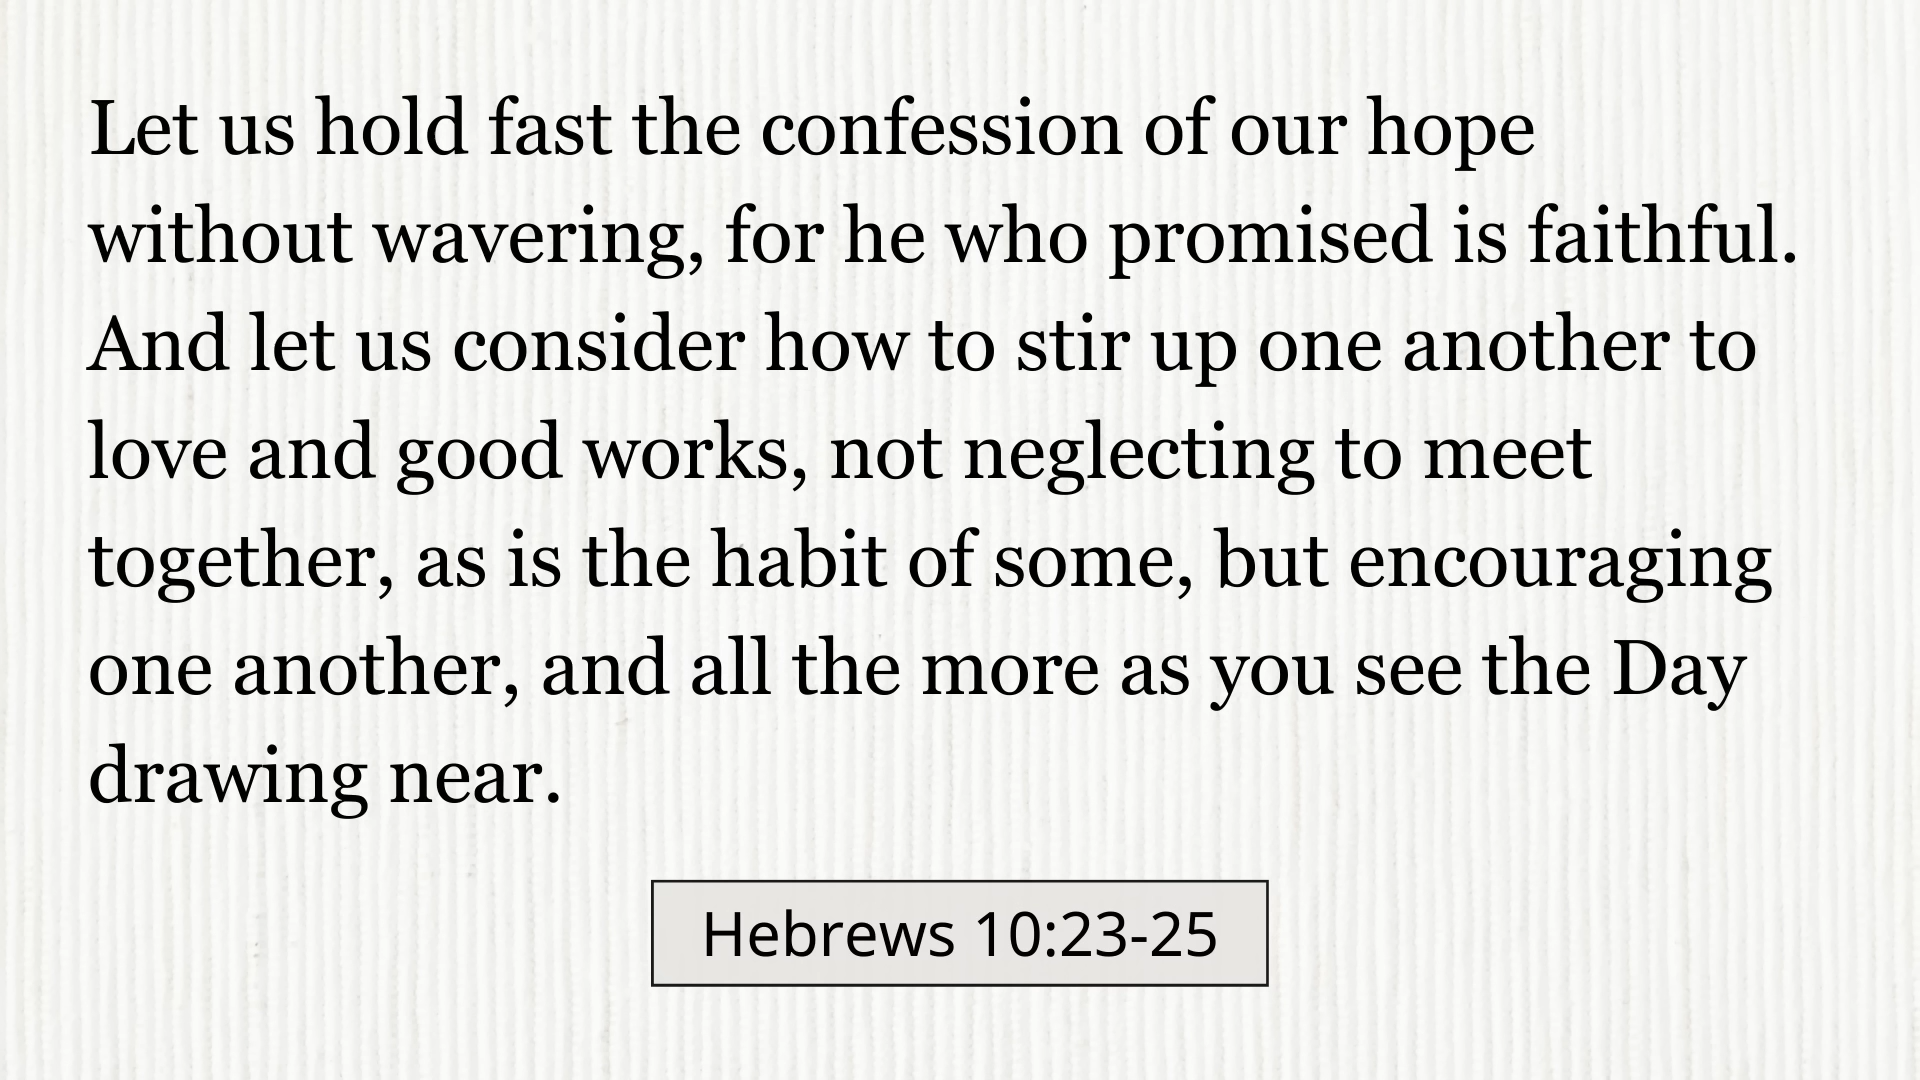 Let us hold fast the confession of our hope
without wavering, for he who promised is faithful.
And let us consider how to stir up one another to
love and good works, not neglecting to meet
together, as is the habit of some, but encouraging
one another, and all the more as you see the Day
drawing near.
Hebrews 10:23-25